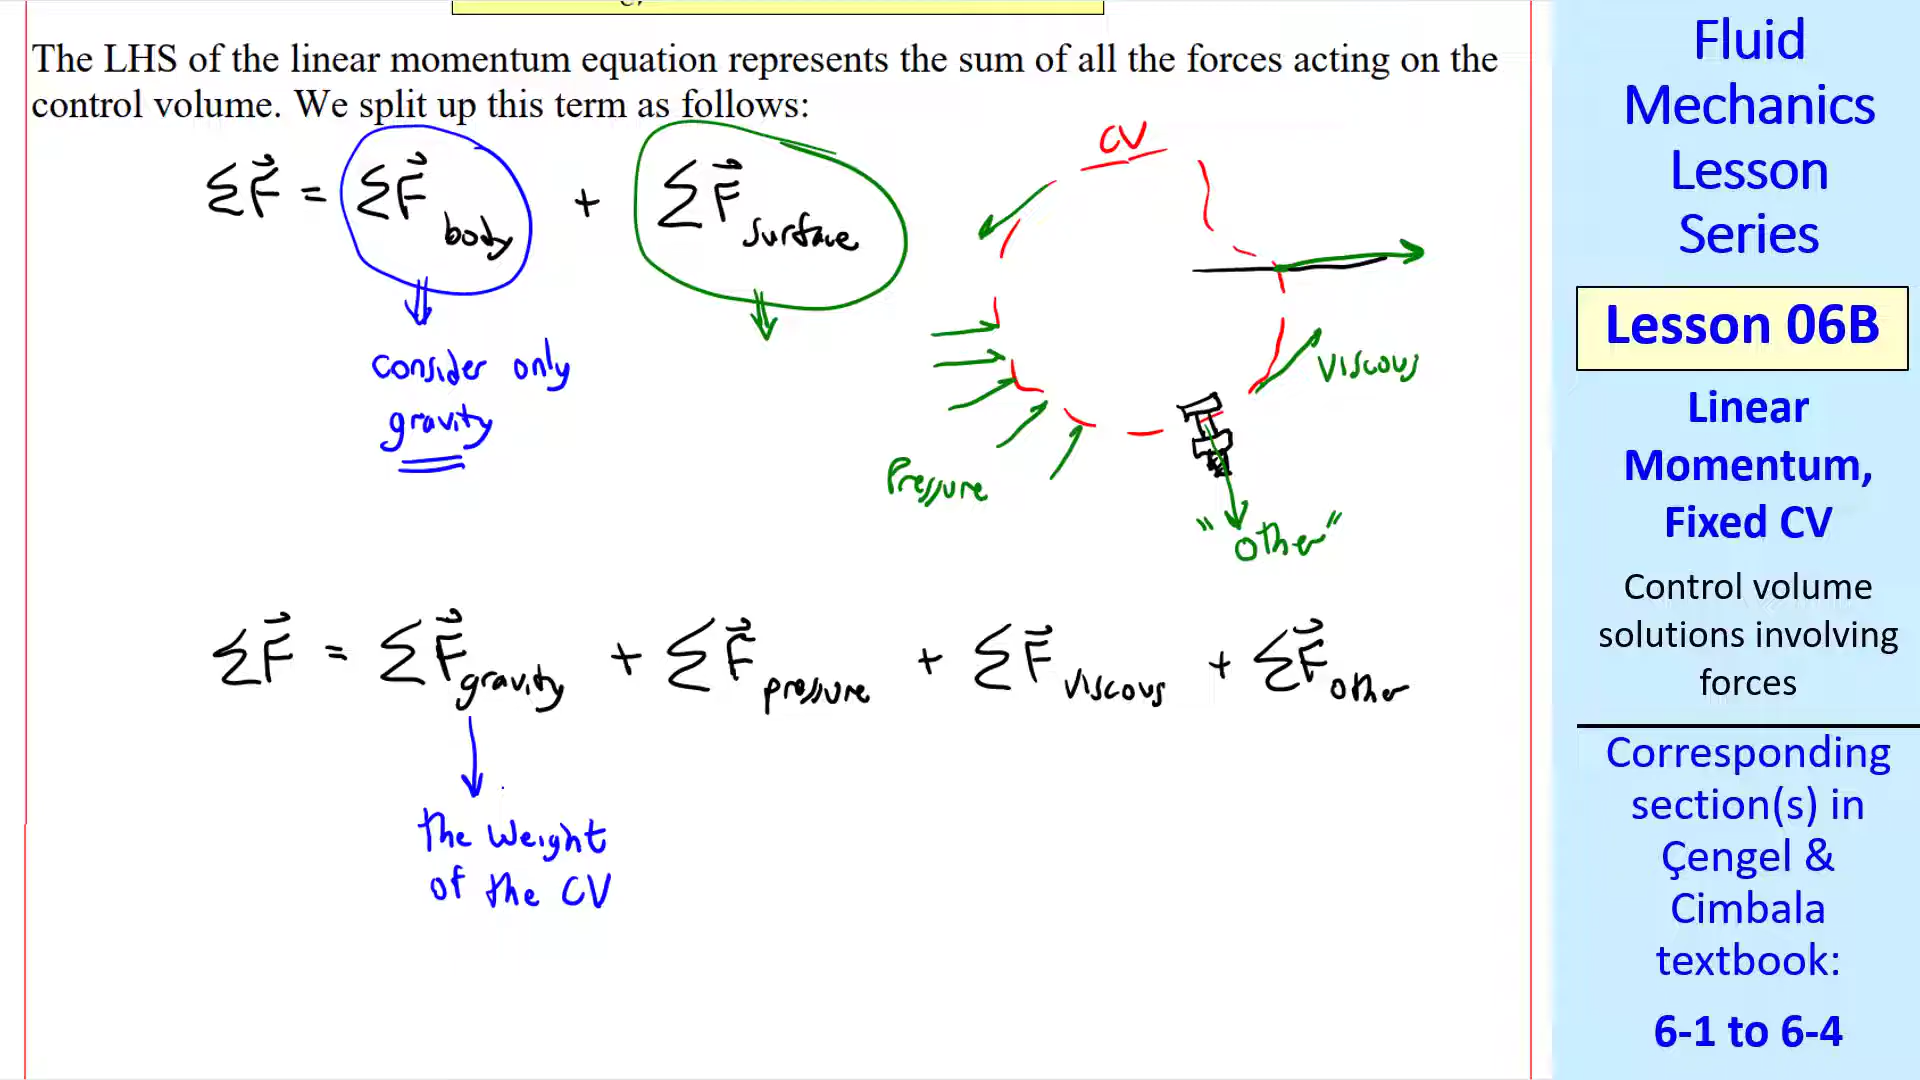 The LHS of the linear momentum equation represents the sum of all the forces acting on the
control volume. We split up this term as follows:
ΣF⃗ = ΣF⃗ body + ΣF⃗ surface
CV
consider only
gravity
Viscous
Pressure
"Other"
ΣF⃗ = ΣF⃗ gravity + ΣF⃗ pressure + ΣF⃗ viscous + ΣF⃗ other
the weight
of the CV
Fluid
Mechanics
Lesson
Series
Lesson 06B
Linear
Momentum,
Fixed CV
Control volume
solutions involving
forces
Corresponding
section(s) in
Çengel &
Cimbala
textbook:
6-1 to 6-4